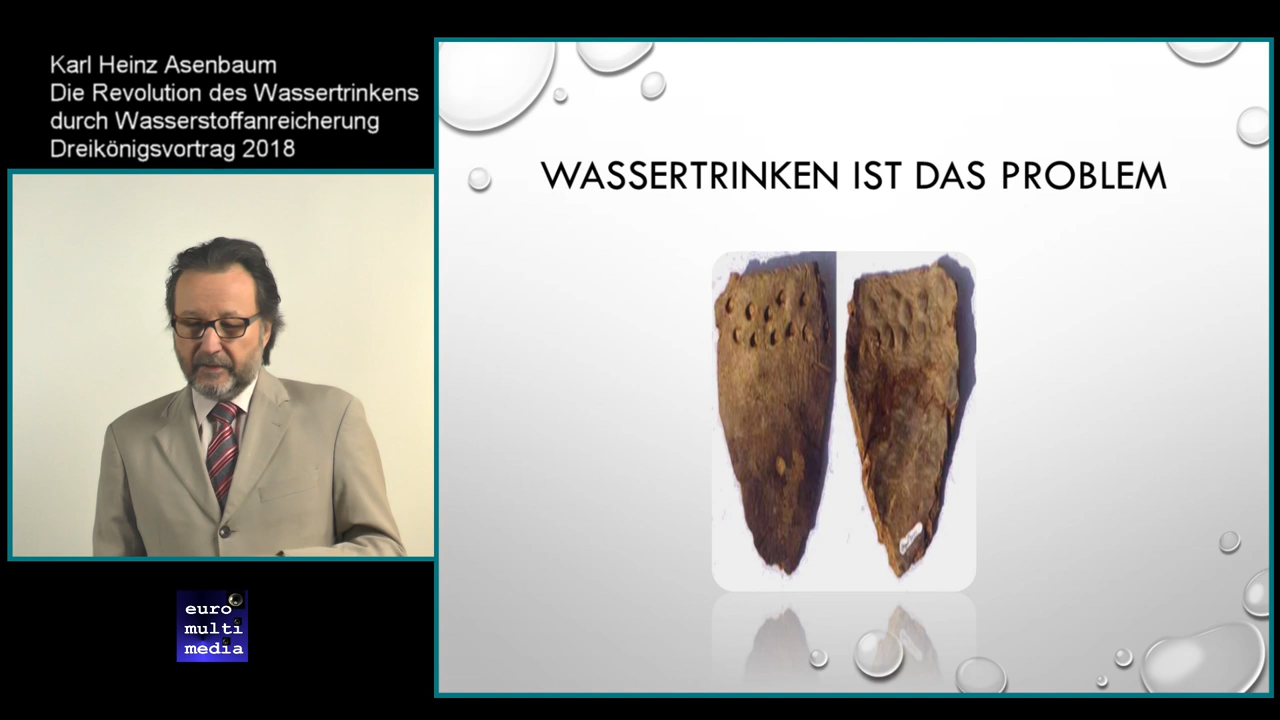 Karl Heinz Asenbaum
Die Revolution des Wassertrinkens
durch Wasserstoffanreicherung
Dreikönigsvortrag 2018
WASSERTRINKEN IST DAS PROBLEM
euro
multi
media